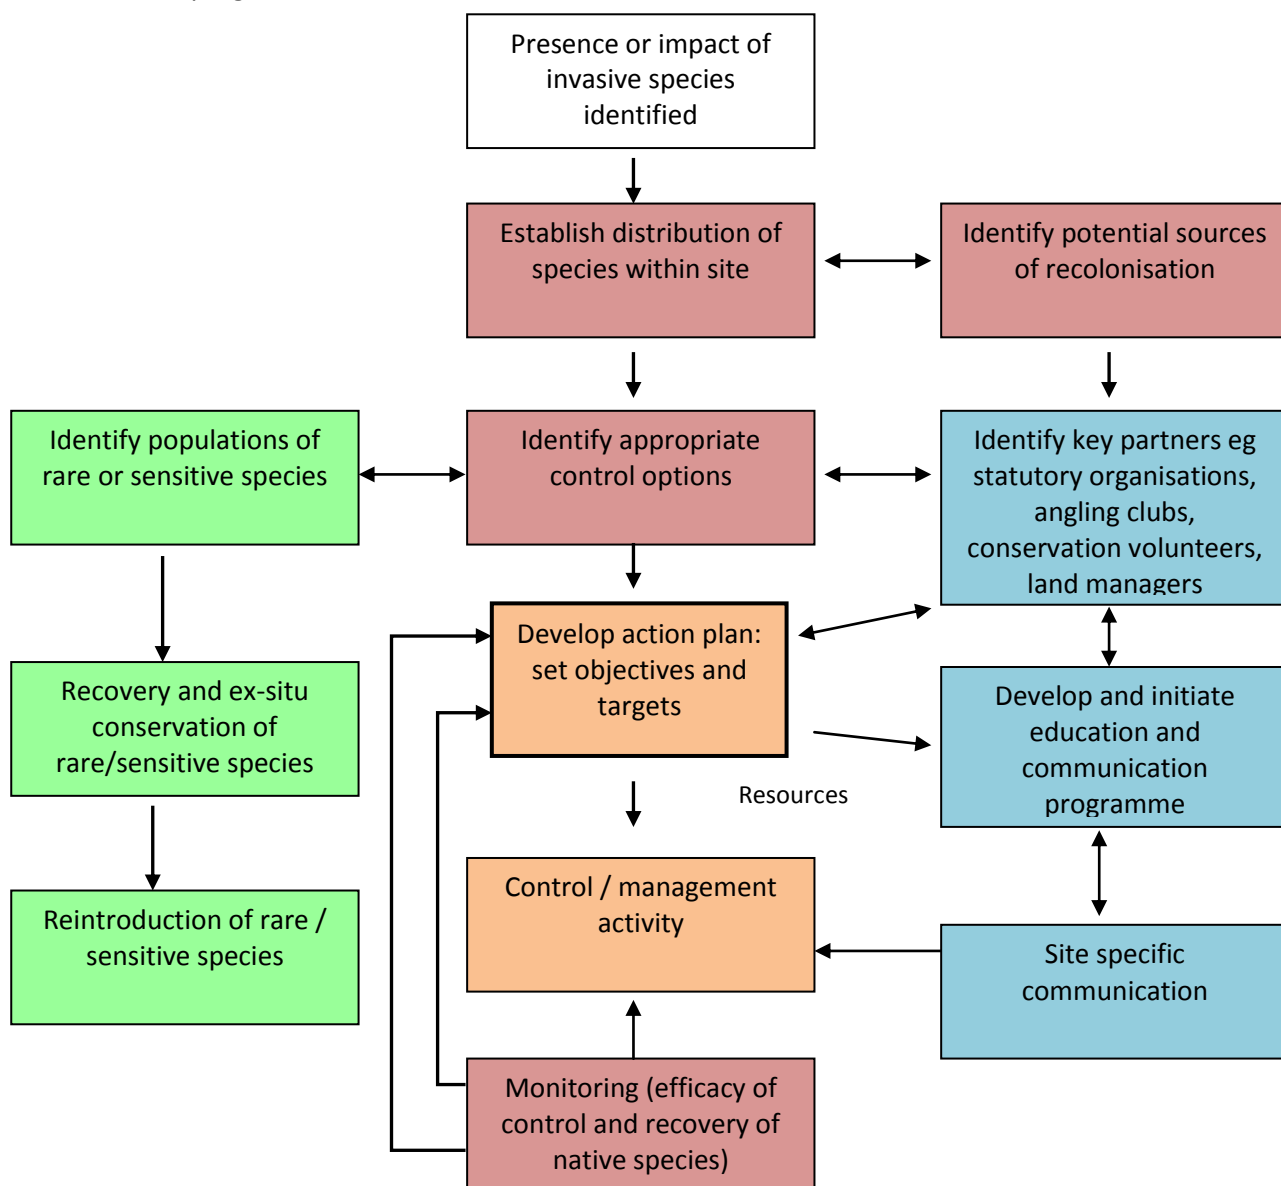 Presence or impact of
invasive species
identified
Establish distribution of
species within site
Identify potential sources
of recolonisation
Identify populations of
rare or sensitive species
Identify appropriate
control options
Identify key partners eg
statutory organisations,
angling clubs,
conservation volunteers,
land managers
Develop action plan:
set objectives and
targets
Recovery and ex-situ
conservation of
rare/sensitive species
Develop and initiate
education and
communication
programme
Resources
Control / management
activity
Reintroduction of rare /
sensitive species
Site specific
communication
Monitoring (efficacy of
control and recovery of
native species)